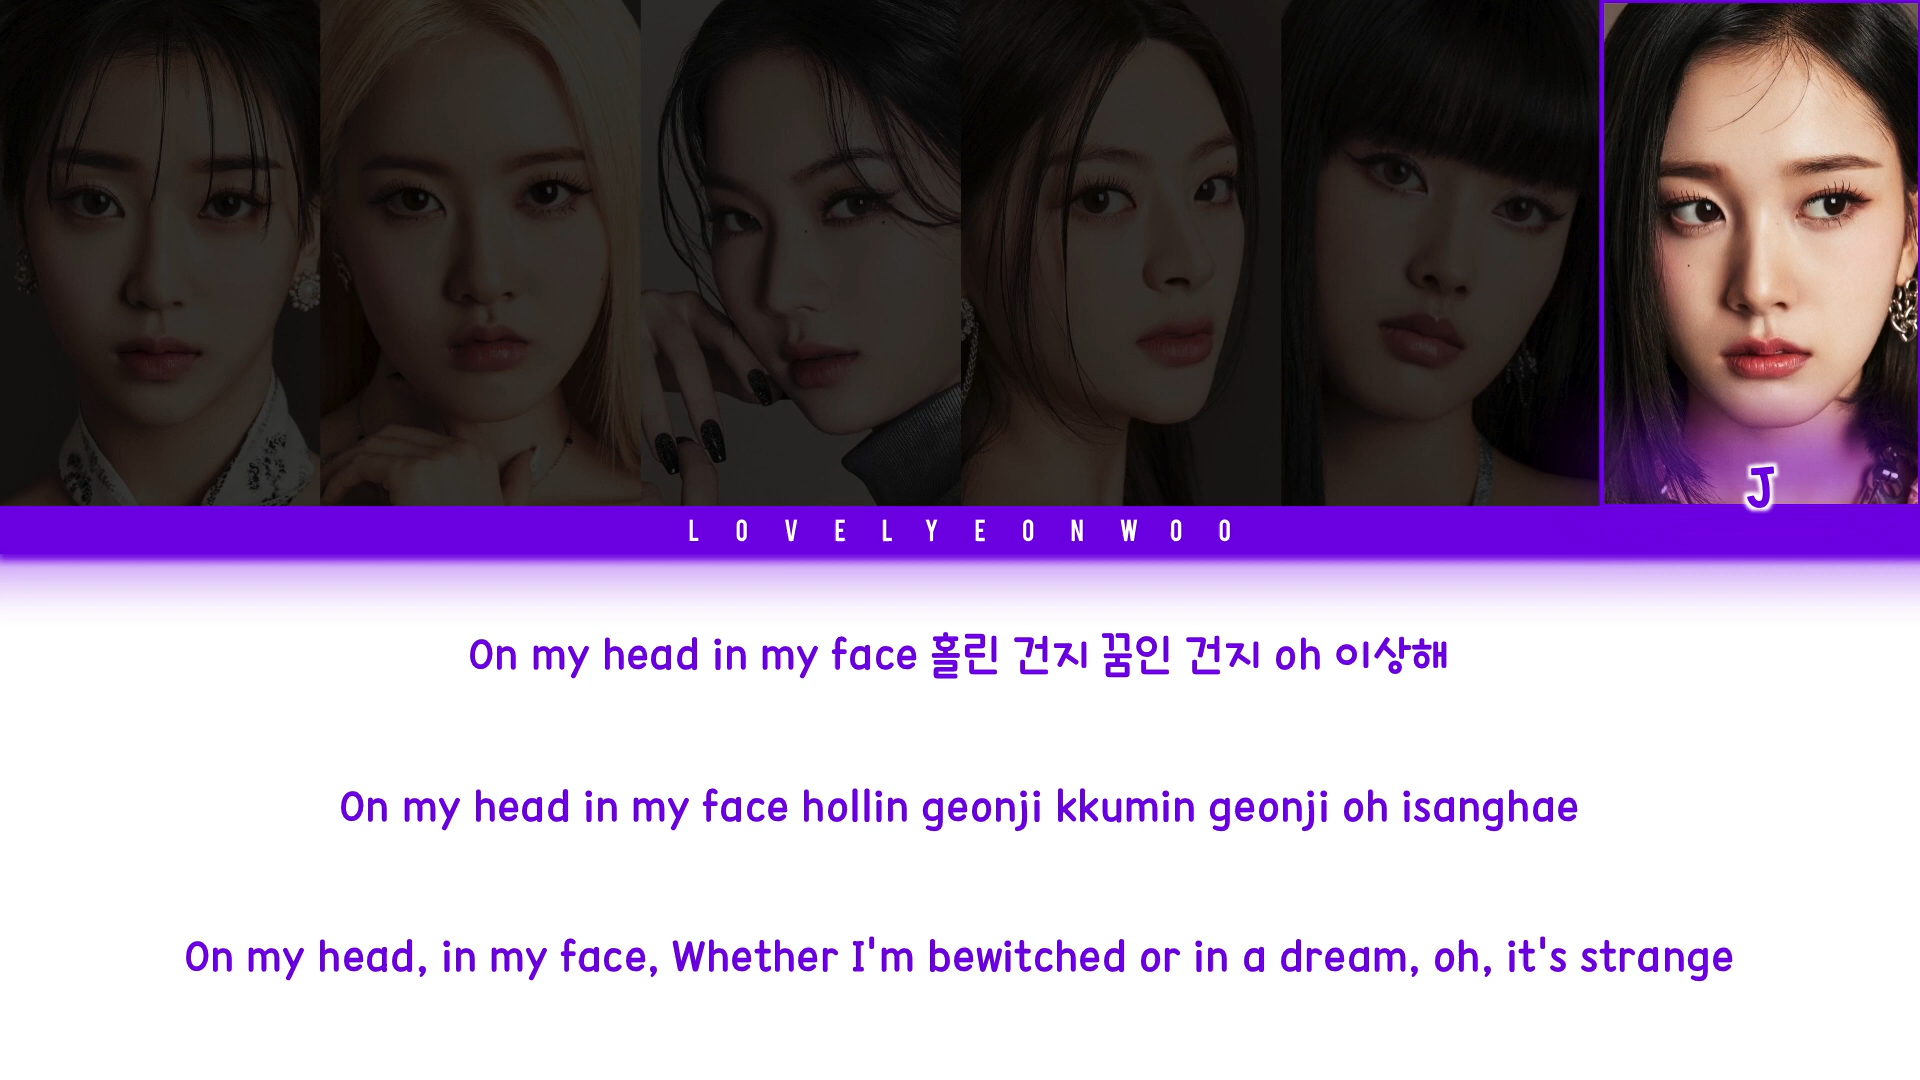 J
LOVELYEONWOO
On my head in my face 홀린 건지 꿈인 건지 oh 이상해
On my head in my face hollin geonji kkumin geonji oh isanghae
On my head, in my face, Whether I'm bewitched or in a dream, oh, it's strange